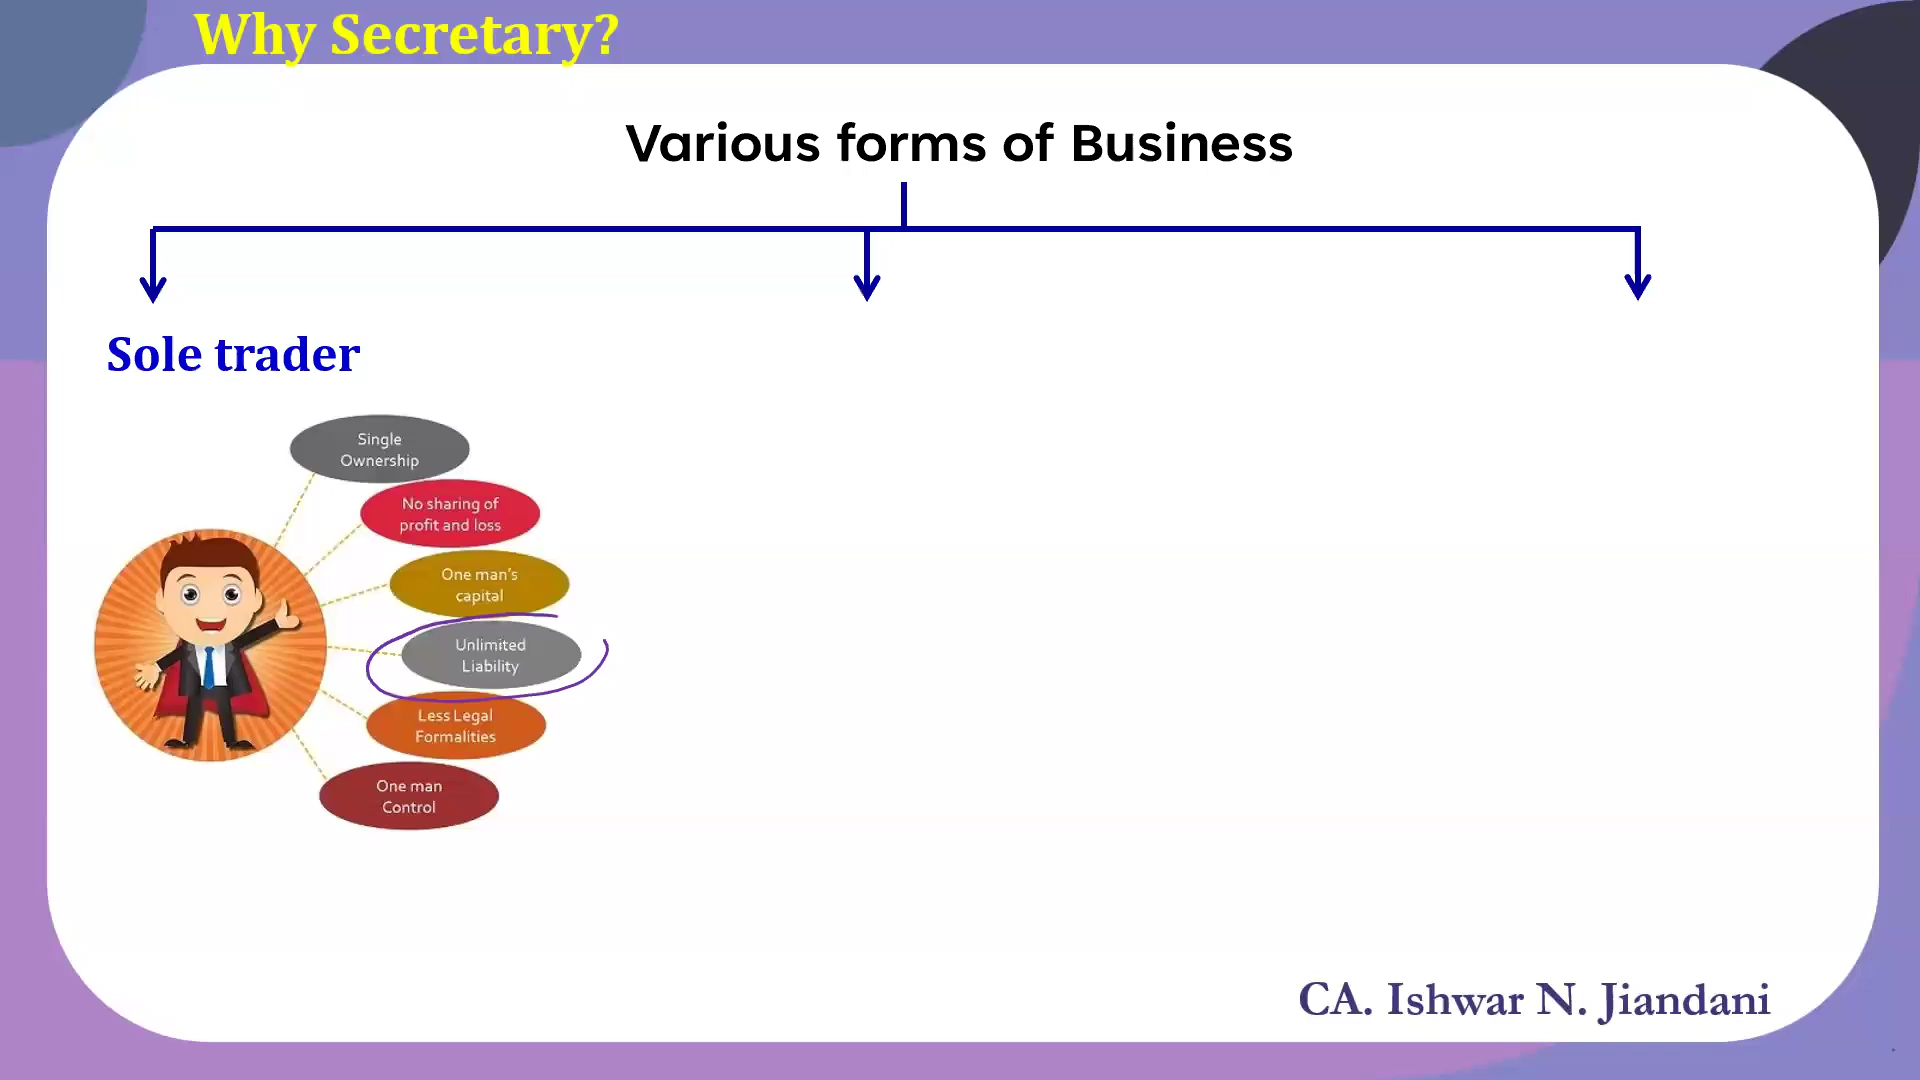 Why Secretary?
Various forms of Business
Sole trader
Single
Ownership
No sharing of
profit and loss
One man's
capital
Unlimited
Liability
Less Legal
Formalities
One man
Control
CA. Ishwar N. Jiandani